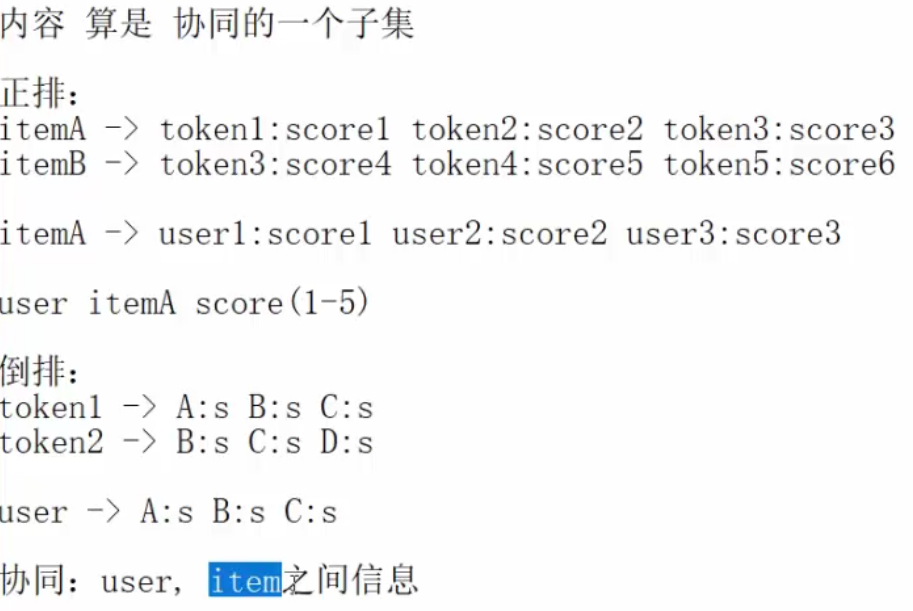 内容 算是 协同的一个子集
正排：
itemA -> token1:score1 token2:score2 token3:score3
itemB -> token3:score4 token4:score5 token5:score6
itemA -> user1:score1 user2:score2 user3:score3
user itemA score(1-5)
倒排：
token1 -> A:s B:s C:s
token2 -> B:s C:s D:s
user -> A:s B:s C:s
协同：user, item之间信息